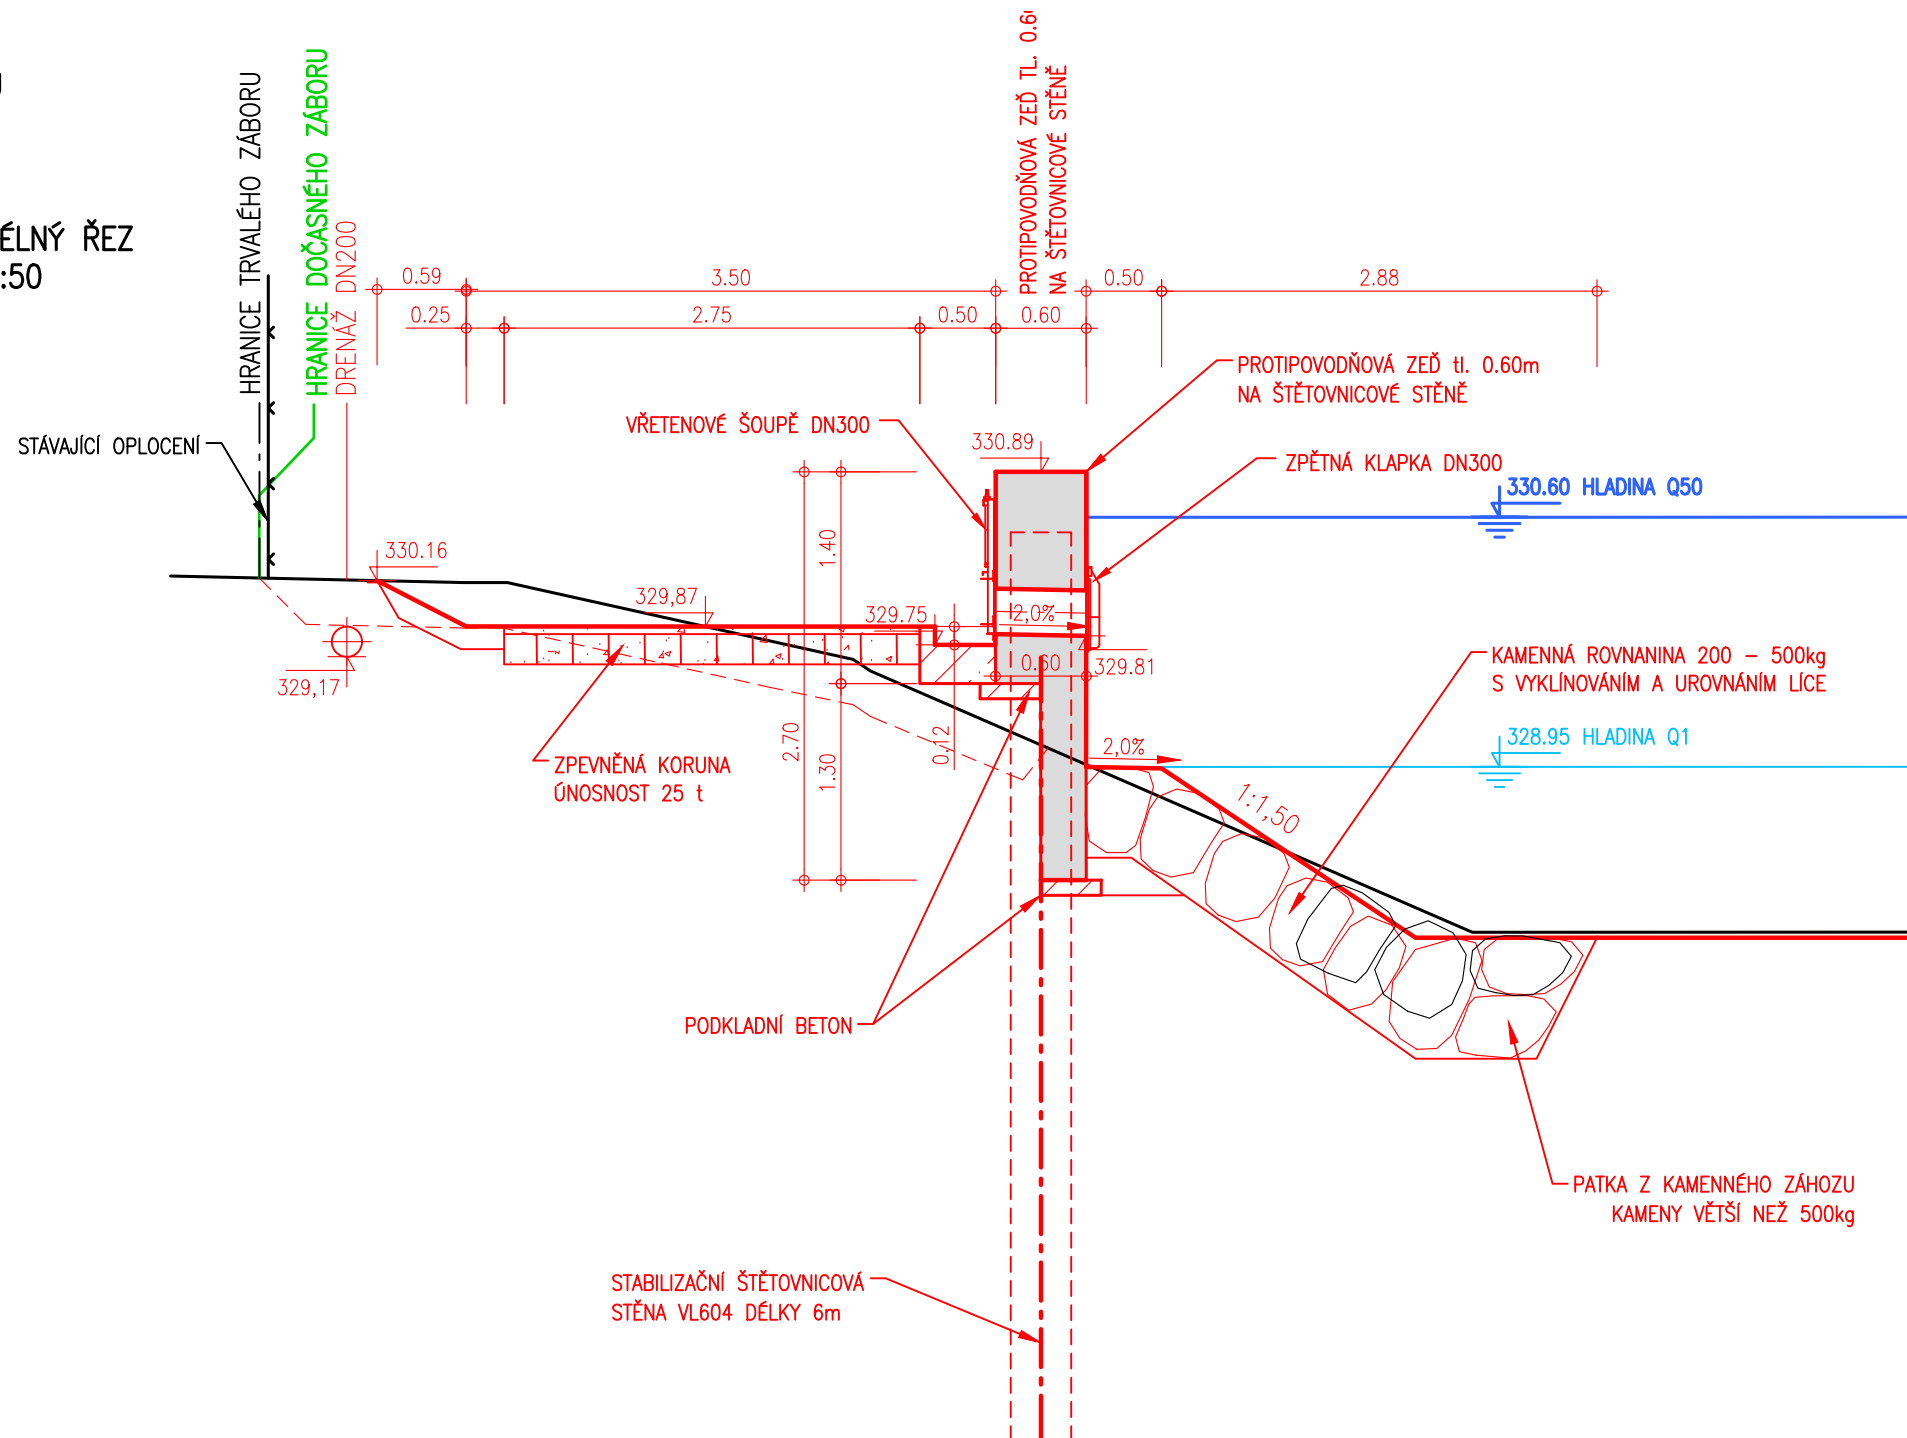 ÉLNÝ ŘEZ
:50
HRANICE TRVALÉHO ZÁBORU
HRANICE DOČASNÉHO ZÁBORU
DRENÁŽ DN200
PROTIPOVODŇOVÁ ZEĎ TL. 0.6
NA ŠTĚTOVNICOVÉ STĚNĚ
0.59
3.50
0.50
2.88
0.25
2.75
0.50
0.60
PROTIPOVODŇOVÁ ZEĎ tl. 0.60m
NA ŠTĚTOVNICOVÉ STĚNĚ
VŘETENOVÉ ŠOUPĚ DN300
330.89
STÁVAJÍCÍ OPLOCENÍ
ZPĚTNÁ KLAPKA DN300
330.60 HLADINA Q50
330.16
1.40
329,87
329.75
2,0%
0.60
329.81
329,17
KAMENNÁ ROVNANINA 200 – 500kg
S VYKLÍNOVÁNÍM A UROVNÁNÍM LÍCE
2.70
1.30
0.12
2,0%
328.95 HLADINA Q1
ZPEVNĚNÁ KORUNA
ÚNOSNOST 25 t
1:1,50
PODKLADNÍ BETON
PATKA Z KAMENNÉHO ZÁHOZU
KAMENY VĚTŠÍ NEŽ 500kg
STABILIZAČNÍ ŠTĚTOVNICOVÁ
STĚNA VL604 DÉLKY 6m